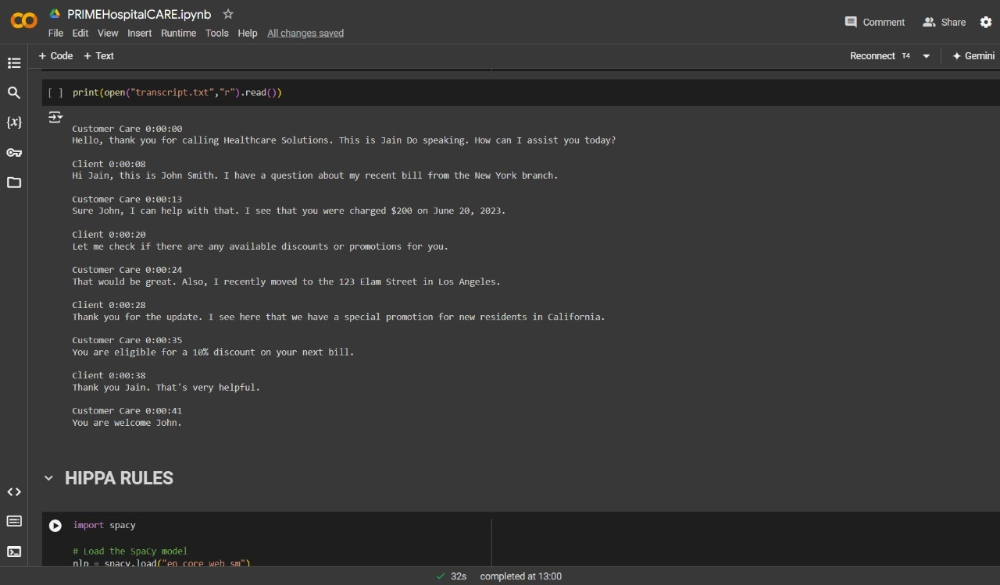 PRIMEHospitalCARE.ipynb
File Edit View Insert Runtime Tools Help All changes saved
Comment Share
+ Code + Text
Reconnect T4 Gemini
[ ] print(open("transcript.txt","r").read())
Customer Care 0:00:00
Hello, thank you for calling Healthcare Solutions. This is Jain Do speaking. How can I assist you today?
Client 0:00:08
Hi Jain, this is John Smith. I have a question about my recent bill from the New York branch.
Customer Care 0:00:13
Sure John, I can help with that. I see that you were charged $200 on June 20, 2023.
Client 0:00:20
Let me check if there are any available discounts or promotions for you.
Customer Care 0:00:24
That would be great. Also, I recently moved to the 123 Elam Street in Los Angeles.
Client 0:00:28
Thank you for the update. I see here that we have a special promotion for new residents in California.
Customer Care 0:00:35
You are eligible for a 10% discount on your next bill.
Client 0:00:38
Thank you Jain. That's very helpful.
Customer Care 0:00:41
You are welcome John.
HIPPA RULES
import spacy
# Load the SpaCy model
nlp = spacy.load("en_core_web_sm")
32s completed at 13:00